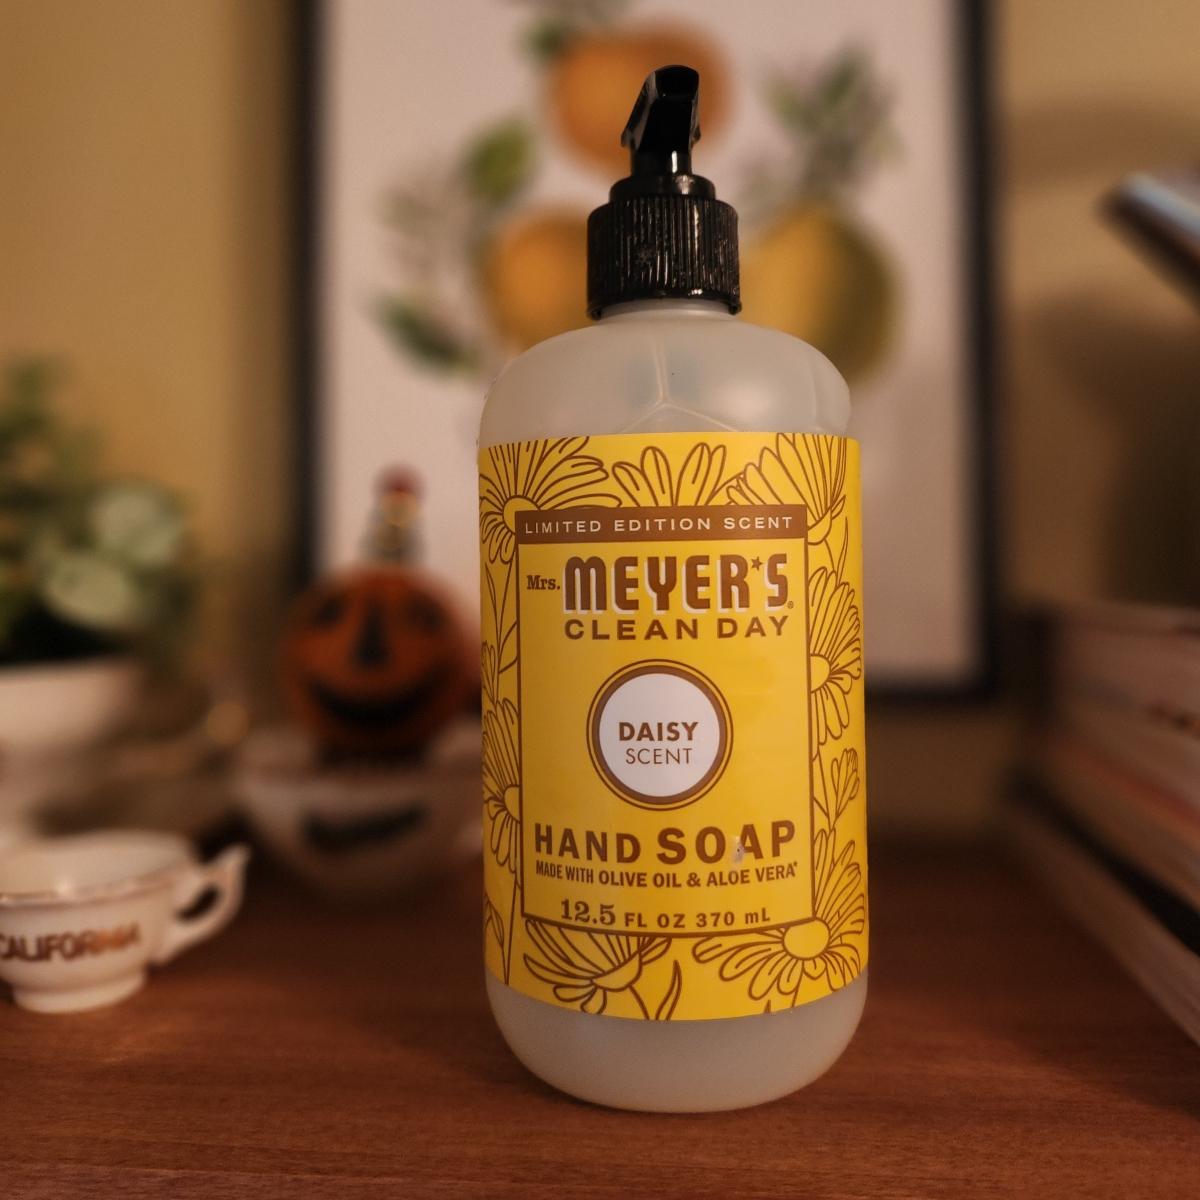 LIMITED EDITION SCENT
Mrs. MEYER'S®
CLEAN DAY
DAISY
SCENT
HAND SOAP
MADE WITH OLIVE OIL & ALOE VERA*
12.5 FL OZ 370 mL
CALIFORNIA